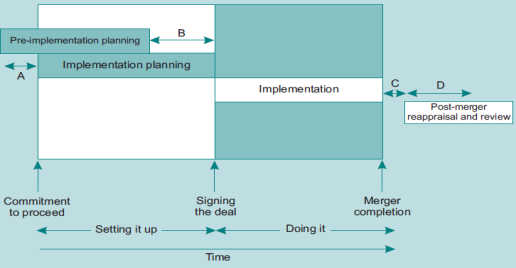 Pre-implementation planning
B
A
Implementation planning
Implementation
C
D
Post-merger
reappraisal and review
Commitment
to proceed
Signing
the deal
Merger
completion
Setting it up
Doing it
Time